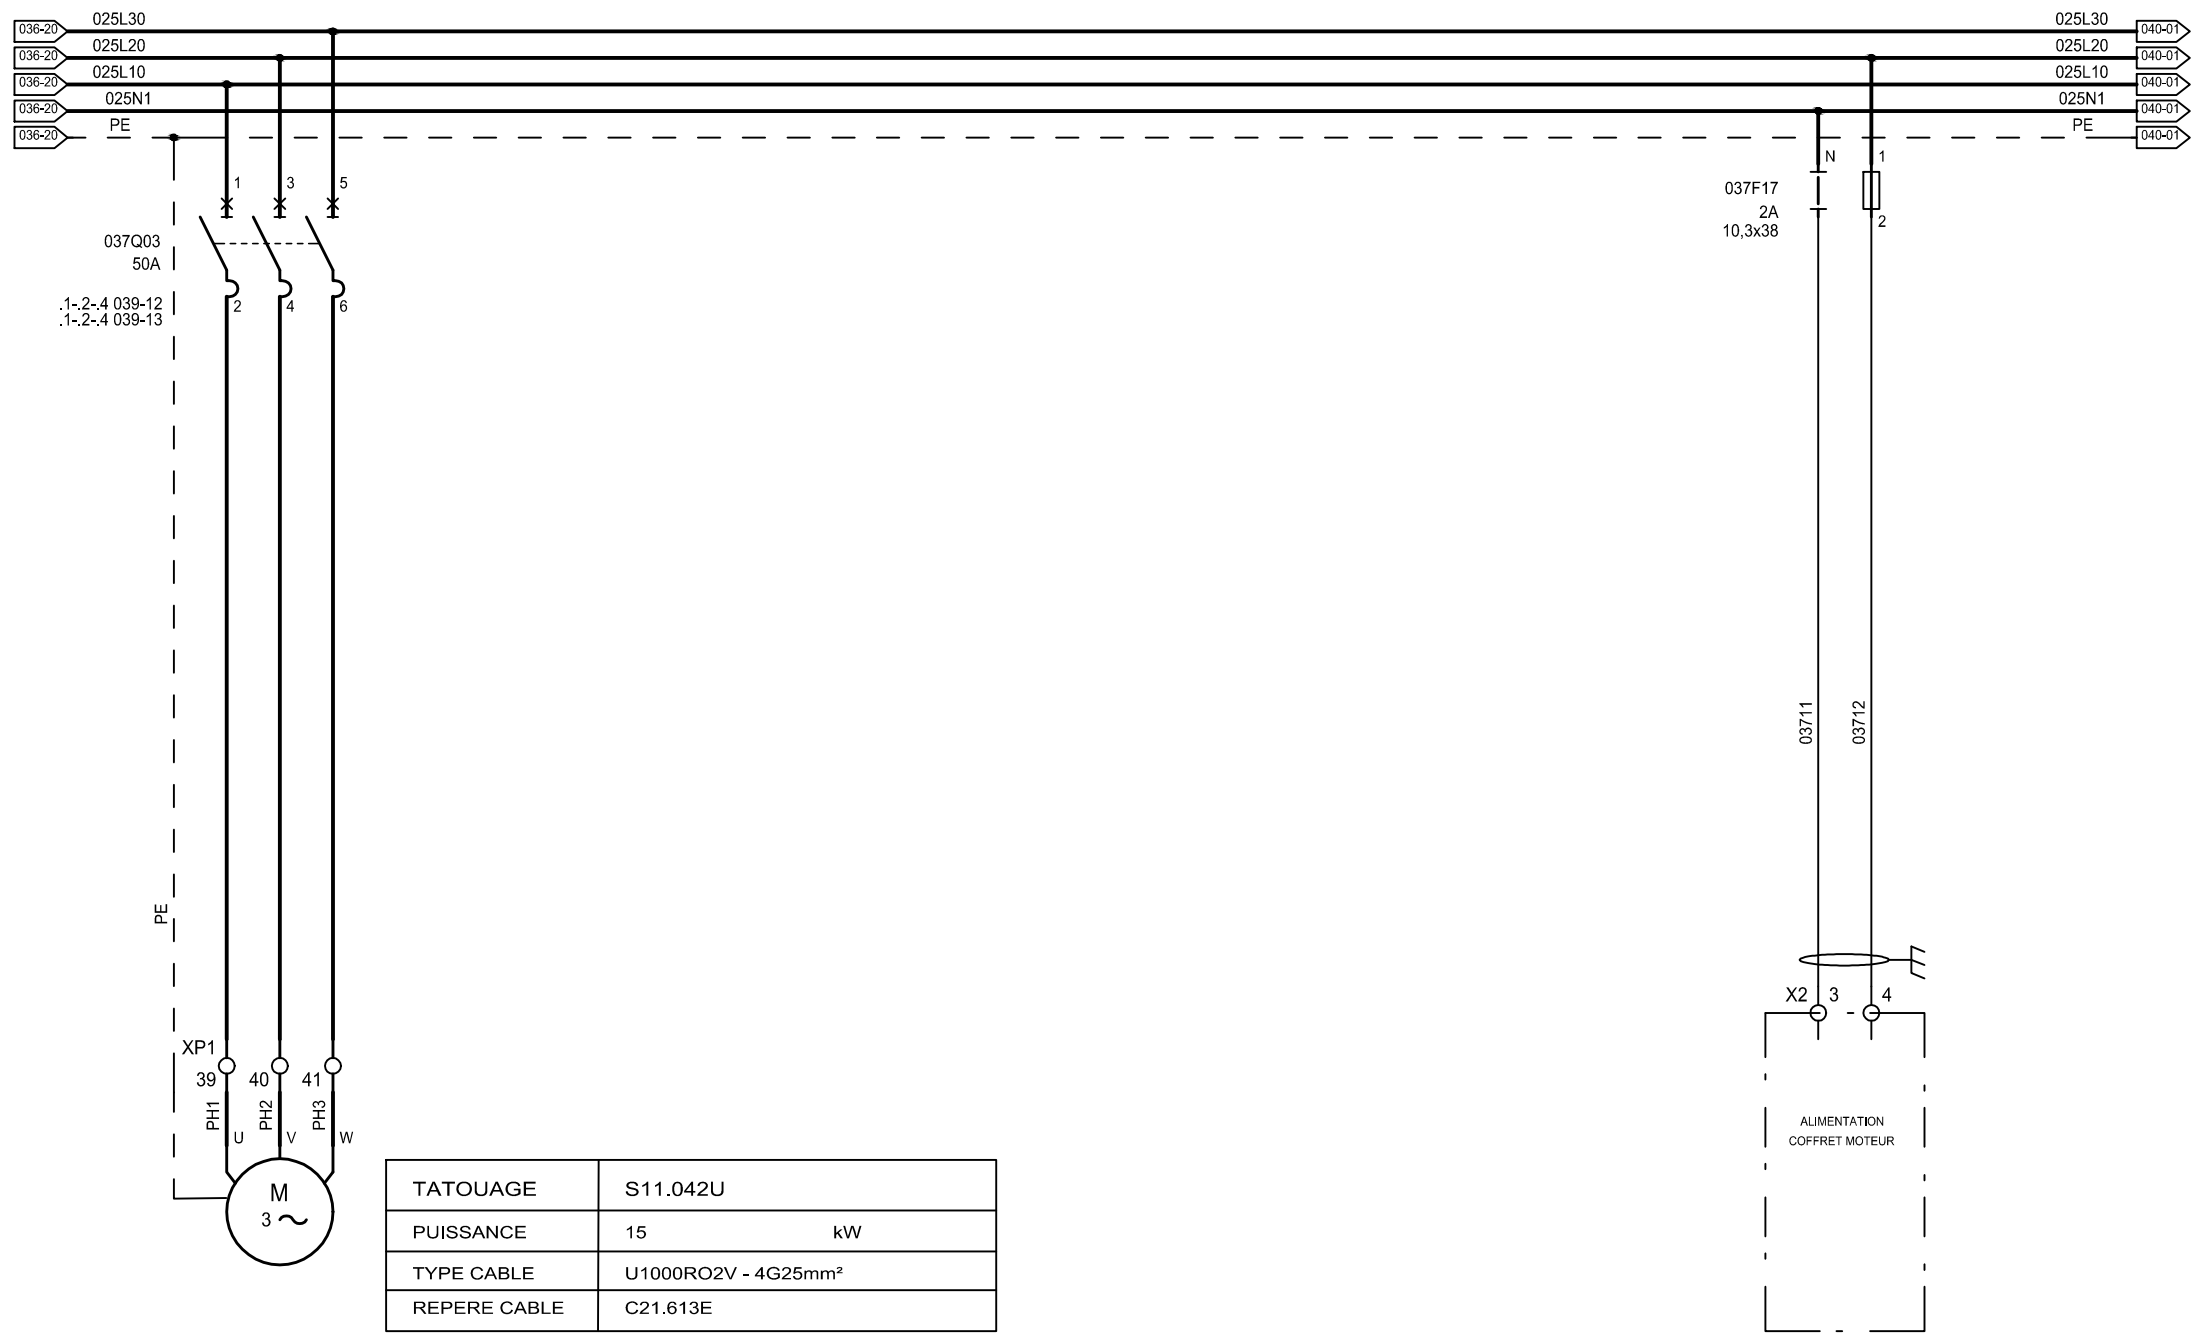 036-20 025L30 025L30 040-01
036-20 025L20 025L20 040-01
036-20 025L10 025L10 040-01
036-20 025N1 025N1 040-01
036-20 PE PE 040-01
N 1
1 3 5
037F17
2A
10,3x38
2
037Q03
50A
.1-.2-.4 039-12
.1-.2-.4 039-13
2 4 6
03711 03712
PE
X2 3 - 4
XP1
39 40 41
PH1 PH2 PH3
U V W
ALIMENTATION
COFFRET MOTEUR
M
3
TATOUAGE S11.042U
PUISSANCE 15 kW
TYPE CABLE U1000RO2V - 4G25mm²
REPERE CABLE C21.613E